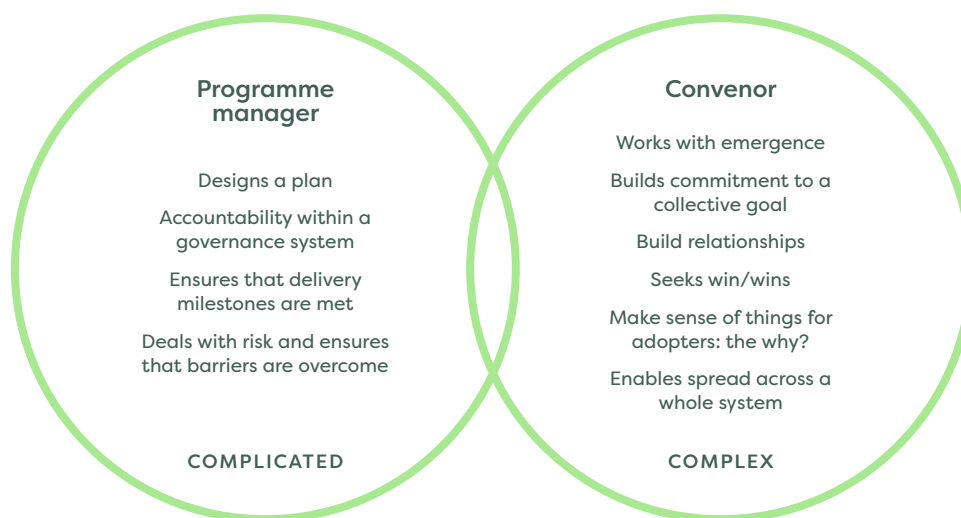 Programme
manager
Designs a plan
Accountability within a
governance system
Ensures that delivery
milestones are met
Deals with risk and ensures
that barriers are overcome
COMPLICATED
Convenor
Works with emergence
Builds commitment to a
collective goal
Build relationships
Seeks win/wins
Make sense of things for
adopters: the why?
Enables spread across a
whole system
COMPLEX